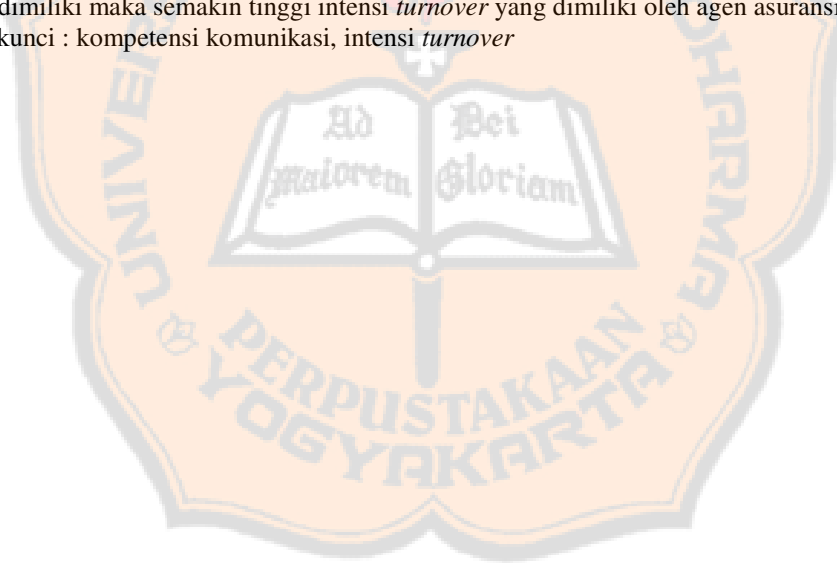 dimiliki maka semakin tinggi intensi turnover yang dimiliki oleh agen asuransi
kunci : kompetensi komunikasi, intensi turnover
Ad Dei
maiorem Gloriam
PERPUSTAKAAN
YOGYAKARTA